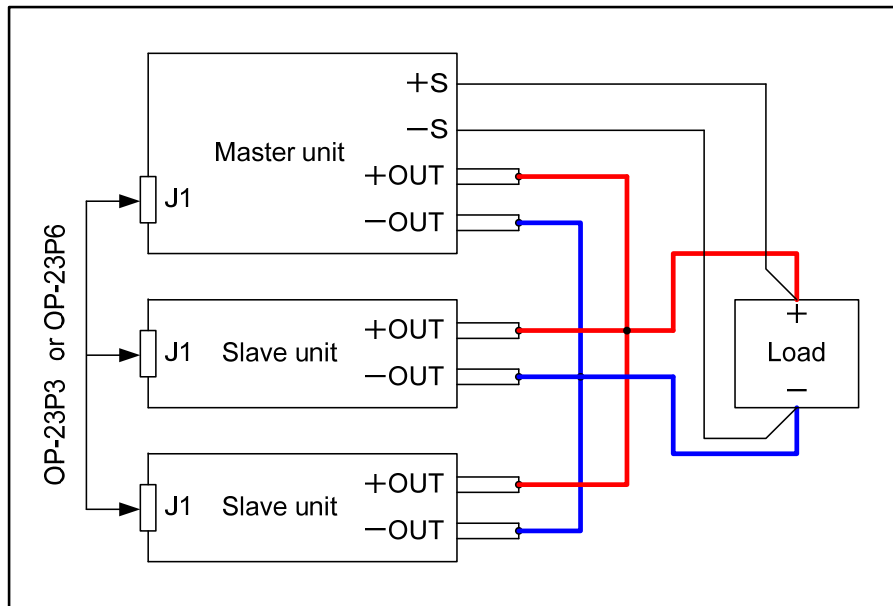 +S
−S
Master unit
+OUT
J1
−OUT
OP-23P3 or OP-23P6
+OUT
J1
Slave unit
−OUT
+
Load
−
+OUT
J1
Slave unit
−OUT